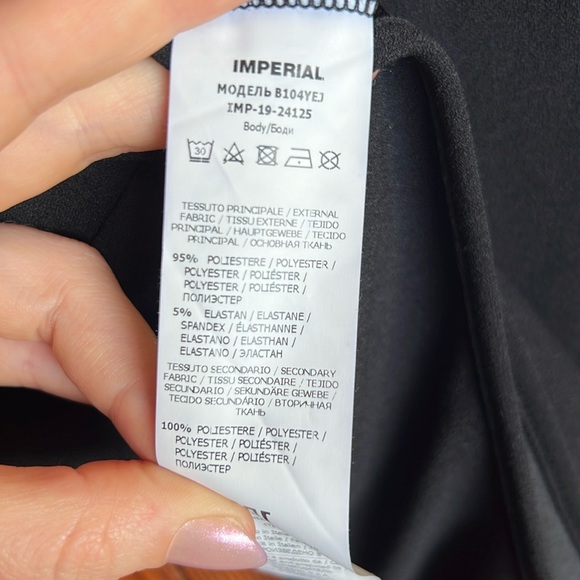 IMPERIAL
МОДЕЛЬ B104YEJ
IMP-19-24125
Body/Боди
30
TESSUTO PRINCIPALE / EXTERNAL
FABRIC / TISSU EXTERNE / TEJIDO
PRINCIPAL / HAUPTGEWEBE / TECIDO
PRINCIPAL / ОСНОВНАЯ ТКАНЬ
95% POLIESTERE / POLYESTER /
POLYESTER / POLIÉSTER /
POLYESTER / POLIÉSTER /
ПОЛИЭСТЕР
5% ELASTAN / ELASTANE /
SPANDEX / ÉLASTHANNE /
ELASTANO / ELASTHAN /
ELASTANO / ЭЛАСТАН
TESSUTO SECONDARIO / SECONDARY
FABRIC / TISSU SECONDAIRE / TEJIDO
SECUNDARIO / SEKUNDÄRE GEWEBE /
TECIDO SECUNDÁRIO / ВТОРИЧНАЯ
ТКАНЬ
100% POLIESTERE / POLYESTER /
POLYESTER / POLIÉSTER /
POLYESTER / POLIÉSTER /
ПОЛИЭСТЕР